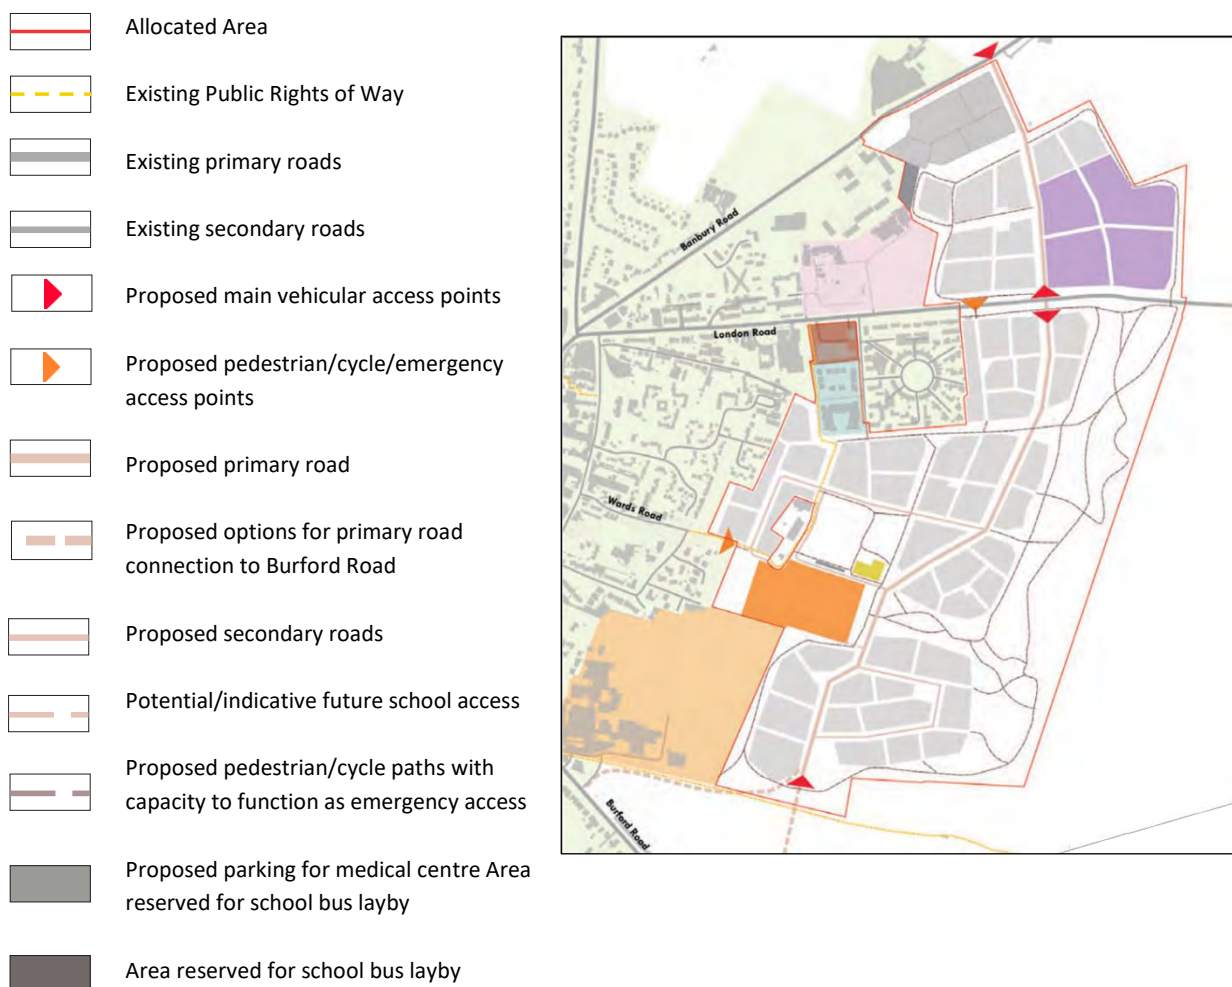 Allocated Area
Existing Public Rights of Way
Existing primary roads
Existing secondary roads
Proposed main vehicular access points
Proposed pedestrian/cycle/emergency
access points
Proposed primary road
Proposed options for primary road
connection to Burford Road
Proposed secondary roads
Potential/indicative future school access
Proposed pedestrian/cycle paths with
capacity to function as emergency access
Proposed parking for medical centre Area
reserved for school bus layby
Area reserved for school bus layby
Banbury Road
London Road
Wards Road
Burford Road